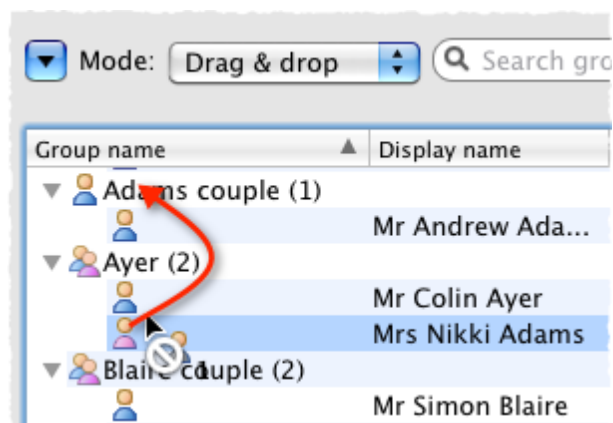 Mode: Drag & drop Search gro
Group name Display name
Adams couple (1)
Mr Andrew Ada...
Ayer (2)
Mr Colin Ayer
Mrs Nikki Adams
Blaire couple (2)
Mr Simon Blaire